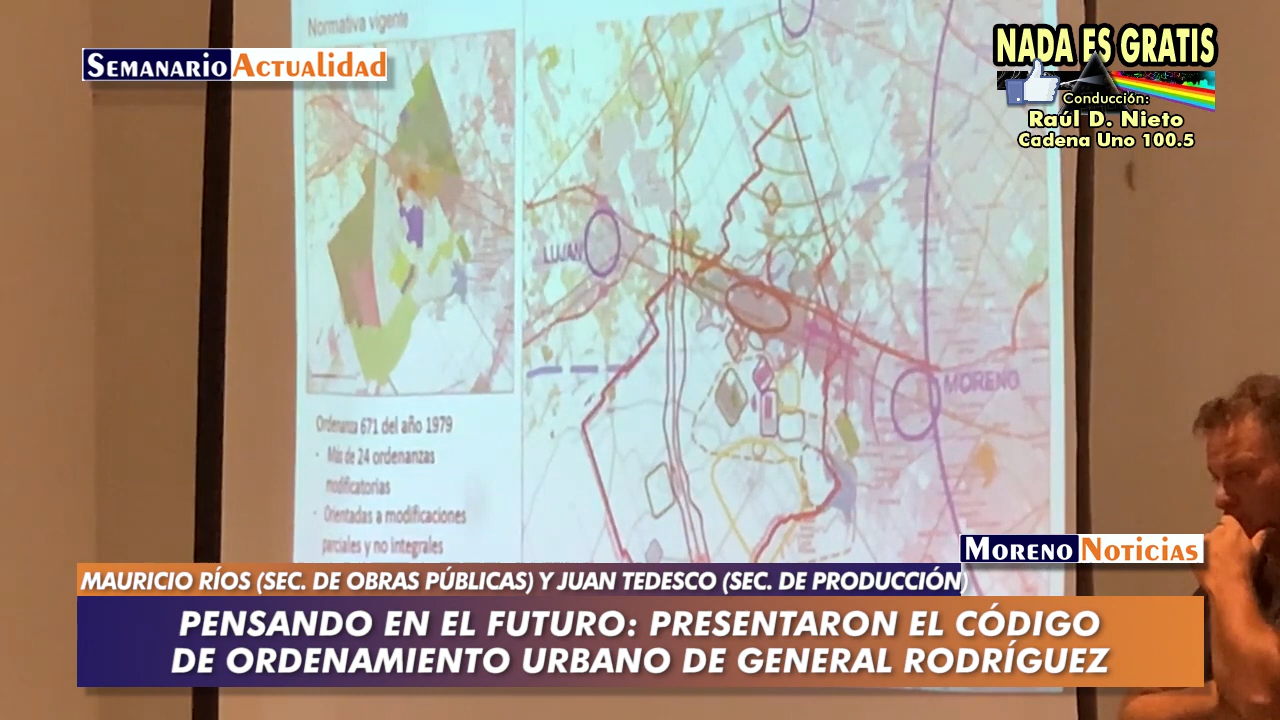 Normativa vigente
SEMANARIO ACTUALIDAD
NADA ES GRATIS
Conducción:
Raúl D. Nieto
Cadena Uno 100.5
LUJAN
MORENO
Ordenanza 671 del año 1979
· Más de 24 ordenanzas
modificatorias
· Orientadas a modificaciones
parciales y no integrales
MORENO NOTICIAS
MAURICIO RÍOS (SEC. DE OBRAS PÚBLICAS) Y JUAN TEDESCO (SEC. DE PRODUCCIÓN)
PENSANDO EN EL FUTURO: PRESENTARON EL CÓDIGO
DE ORDENAMIENTO URBANO DE GENERAL RODRÍGUEZ